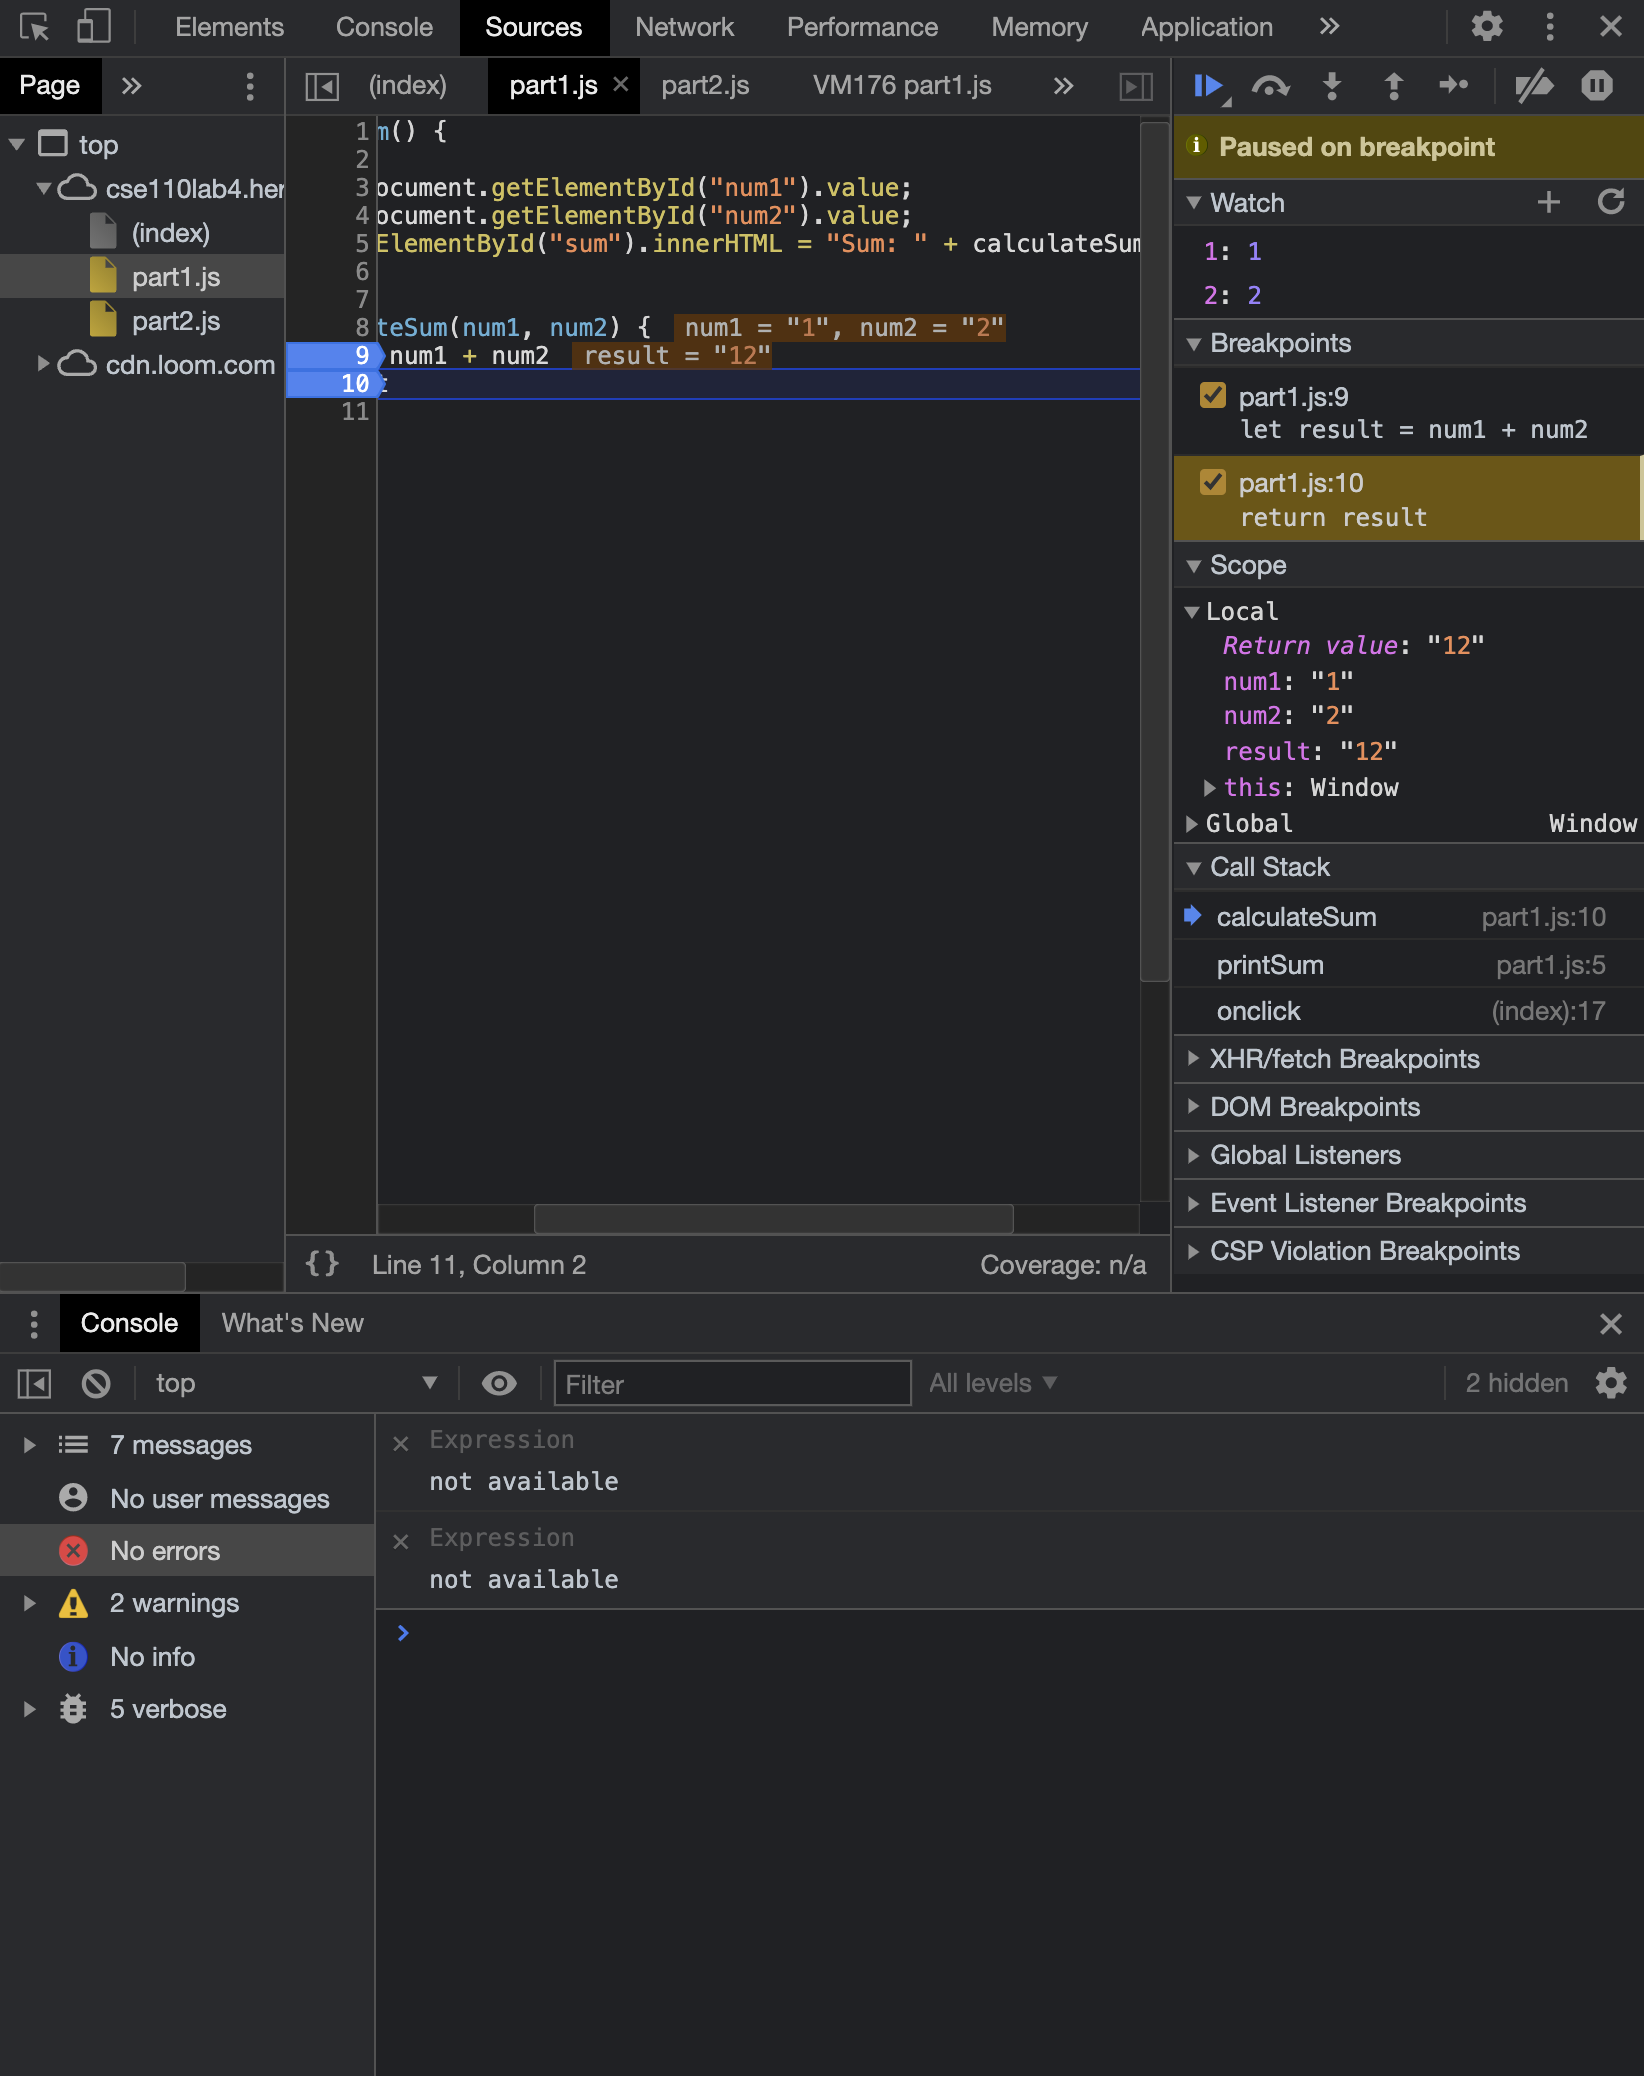 Elements Console Sources Network Performance Memory Application
Page (index) part1.js part2.js VM176 part1.js
top
cse110lab4.her
(index)
part1.js
part2.js
cdn.loom.com
1 m() {
2
3 ocument.getElementById("num1").value;
4 ocument.getElementById("num2").value;
5 ElementById("sum").innerHTML = "Sum: " + calculateSum
6
7
8 teSum(num1, num2) { num1 = "1", num2 = "2"
9 num1 + num2 result = "12"
10
11
{} Line 11, Column 2 Coverage: n/a
Paused on breakpoint
Watch
1: 1
2: 2
Breakpoints
part1.js:9
let result = num1 + num2
part1.js:10
return result
Scope
Local
Return value: "12"
num1: "1"
num2: "2"
result: "12"
this: Window
Global Window
Call Stack
calculateSum part1.js:10
printSum part1.js:5
onclick (index):17
XHR/fetch Breakpoints
DOM Breakpoints
Global Listeners
Event Listener Breakpoints
CSP Violation Breakpoints
Console What's New
top Filter All levels 2 hidden
7 messages
No user messages
No errors
2 warnings
No info
5 verbose
Expression
not available
Expression
not available